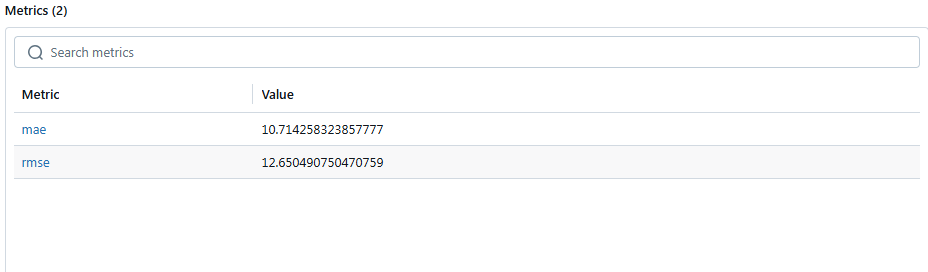 Metrics (2)
Search metrics
Metric Value
mae 10.714258323857777
rmse 12.650490750470759